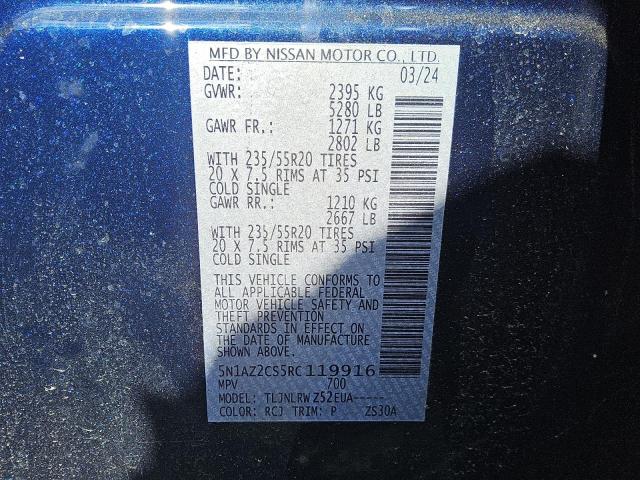 MFD BY NISSAN MOTOR CO., LTD.
DATE: 03/24
GVWR: 2395 KG
5280 LB
GAWR FR.: 1271 KG
2802 LB
WITH 235/55R20 TIRES
20 X 7.5 RIMS AT 35 PSI
COLD SINGLE
GAWR RR.: 1210 KG
2667 LB
WITH 235/55R20 TIRES
20 X 7.5 RIMS AT 35 PSI
COLD SINGLE
THIS VEHICLE CONFORMS TO
ALL APPLICABLE FEDERAL
MOTOR VEHICLE SAFETY AND
THEFT PREVENTION
STANDARDS IN EFFECT ON
THE DATE OF MANUFACTURE
SHOWN ABOVE.
5N1AZ2CS5RC119916
MPV 700
MODEL: TLJNLRWZ52EUA-----
COLOR: RCJ TRIM: P ZS30A